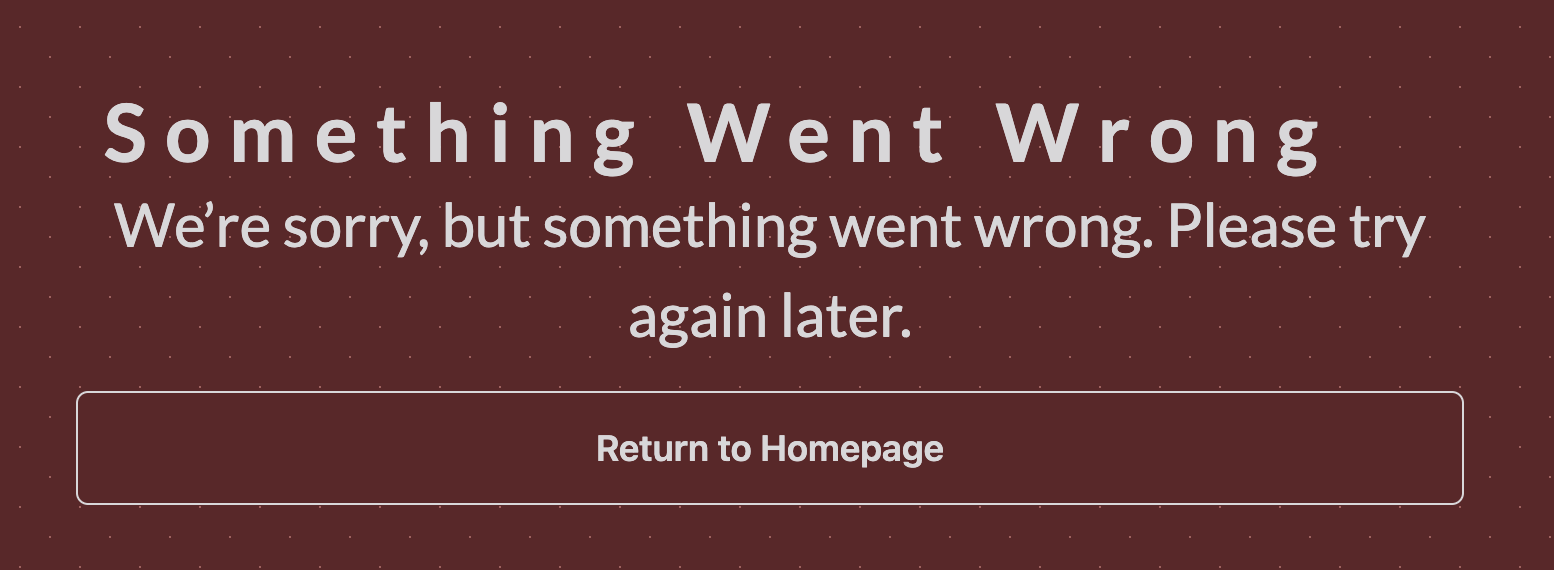 Something Went Wrong
We’re sorry, but something went wrong. Please try
again later.
Return to Homepage